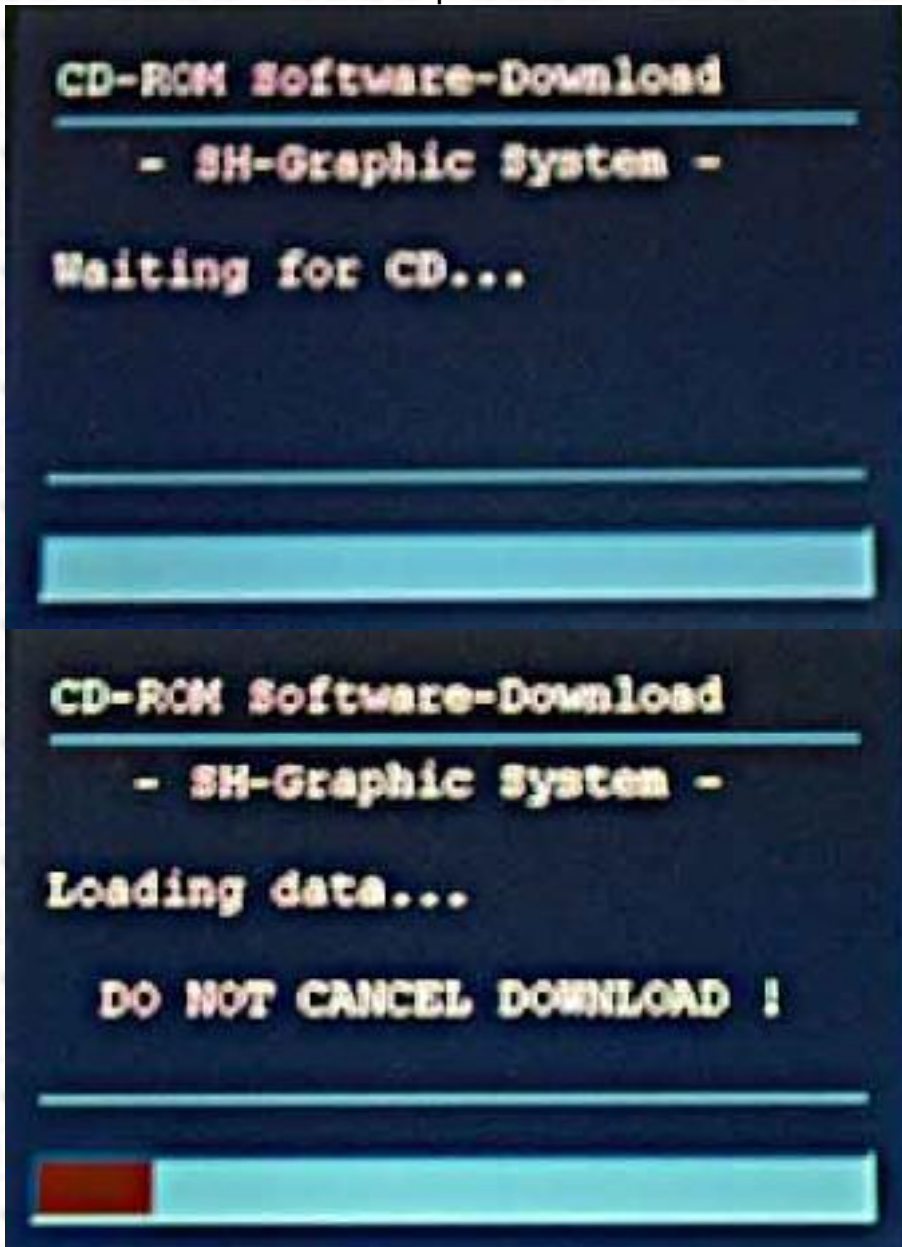 CD-ROM Software-Download
- SH-Graphic System -
Waiting for CD...
CD-ROM Software-Download
- SH-Graphic System -
Loading data...
DO NOT CANCEL DOWNLOAD !